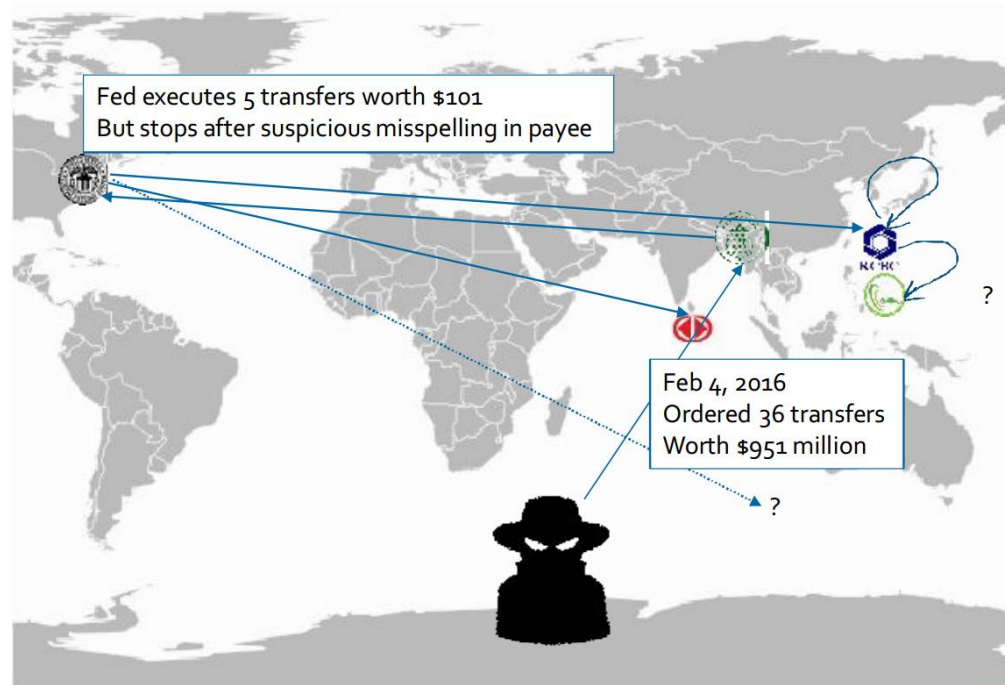 Fed executes 5 transfers worth $101
But stops after suspicious misspelling in payee
RCBC
?
Feb 4, 2016
Ordered 36 transfers
Worth $951 million
?